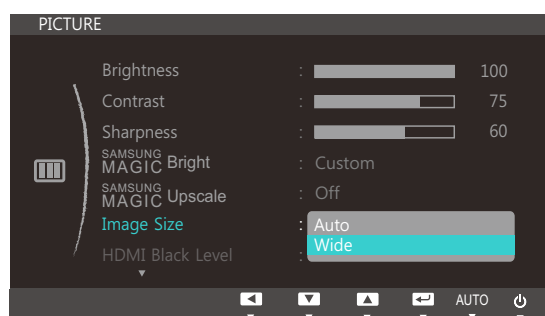 PICTURE
Brightness : 100
Contrast : 75
Sharpness : 60
SAMSUNG MAGIC Bright : Custom
SAMSUNG MAGIC Upscale : Off
Image Size : Auto
Wide
HDMI Black Level :
AUTO